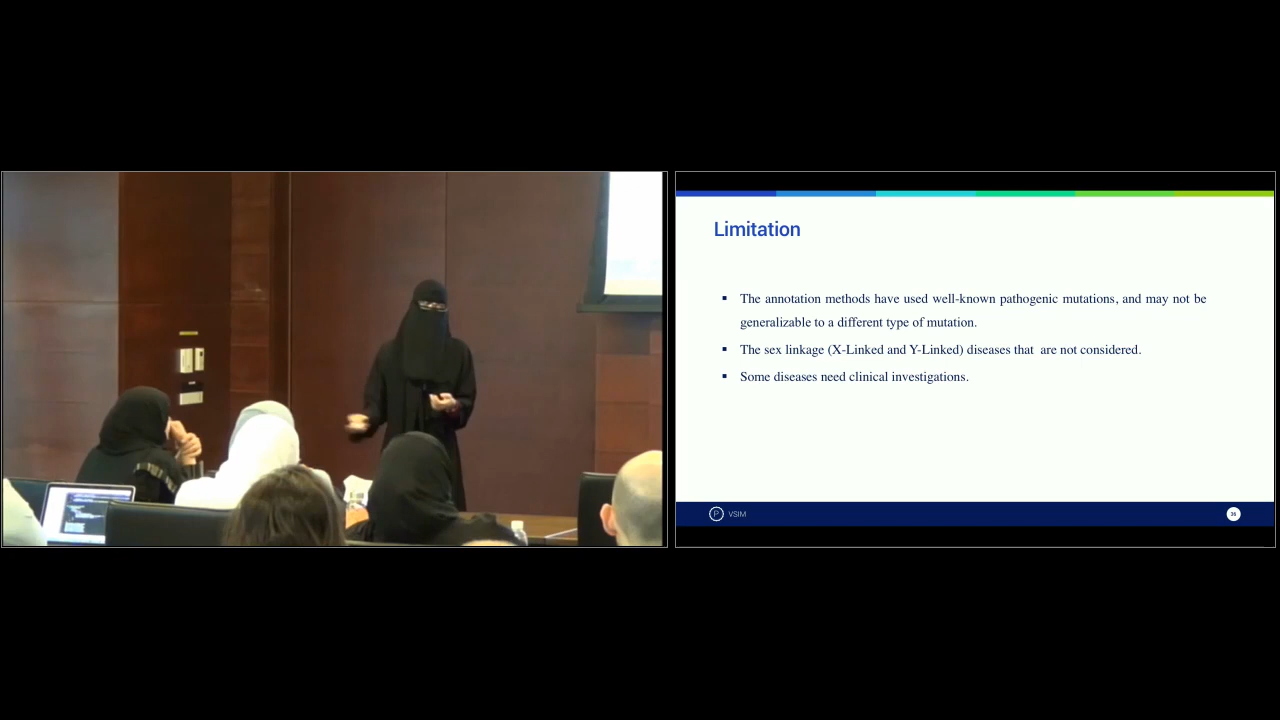 Limitation
▪ The annotation methods have used well-known pathogenic mutations, and may not be
generalizable to a different type of mutation.
▪ The sex linkage (X-Linked and Y-Linked) diseases that are not considered.
▪ Some diseases need clinical investigations.
P VSIM
36